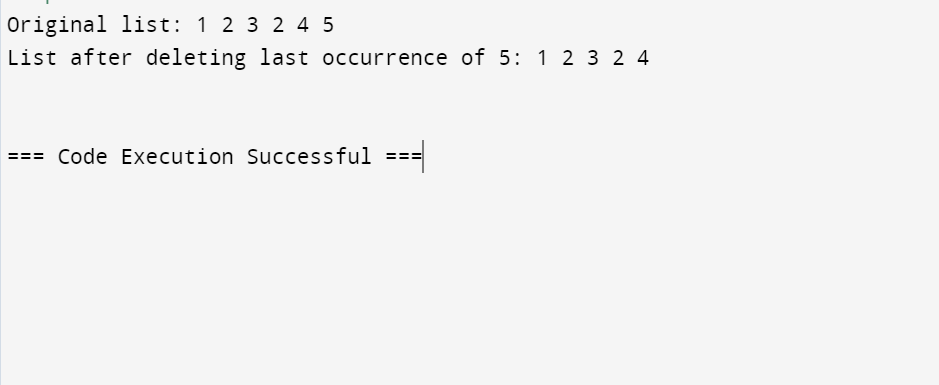 Original list: 1 2 3 2 4 5
List after deleting last occurrence of 5: 1 2 3 2 4
=== Code Execution Successful ===